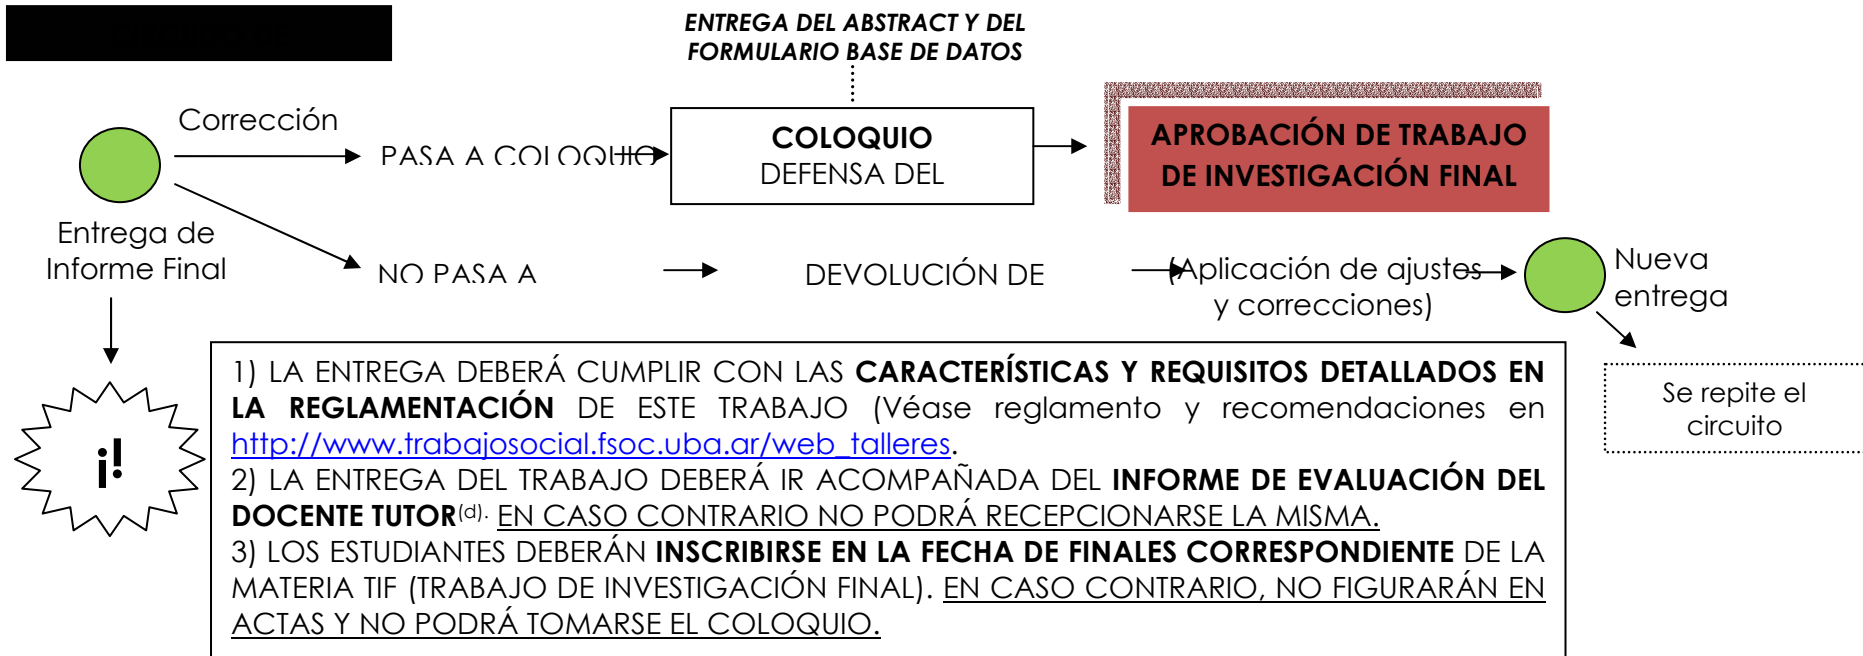 ENTREGA DEL ABSTRACT Y DEL
FORMULARIO BASE DE DATOS
Corrección
PASA A COLOQUIO
COLOQUIO
DEFENSA DEL
APROBACIÓN DE TRABAJO
DE INVESTIGACIÓN FINAL
Entrega de
Informe Final
NO PASA A
DEVOLUCIÓN DE
(Aplicación de ajustes
y correcciones)
Nueva
entrega
Se repite el
circuito
¡!
1) LA ENTREGA DEBERÁ CUMPLIR CON LAS CARACTERÍSTICAS Y REQUISITOS DETALLADOS EN
LA REGLAMENTACIÓN DE ESTE TRABAJO (Véase reglamento y recomendaciones en
http://www.trabajosocial.fsoc.uba.ar/web_talleres.
2) LA ENTREGA DEL TRABAJO DEBERÁ IR ACOMPAÑADA DEL INFORME DE EVALUACIÓN DEL
DOCENTE TUTOR(d). EN CASO CONTRARIO NO PODRÁ RECEPCIONARSE LA MISMA.
3) LOS ESTUDIANTES DEBERÁN INSCRIBIRSE EN LA FECHA DE FINALES CORRESPONDIENTE DE LA
MATERIA TIF (TRABAJO DE INVESTIGACIÓN FINAL). EN CASO CONTRARIO, NO FIGURARÁN EN
ACTAS Y NO PODRÁ TOMARSE EL COLOQUIO.